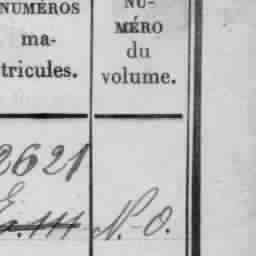 NUMÉROS
ma-
tricules.
NU-
MÉRO
du
volume.
2621
N.-O.